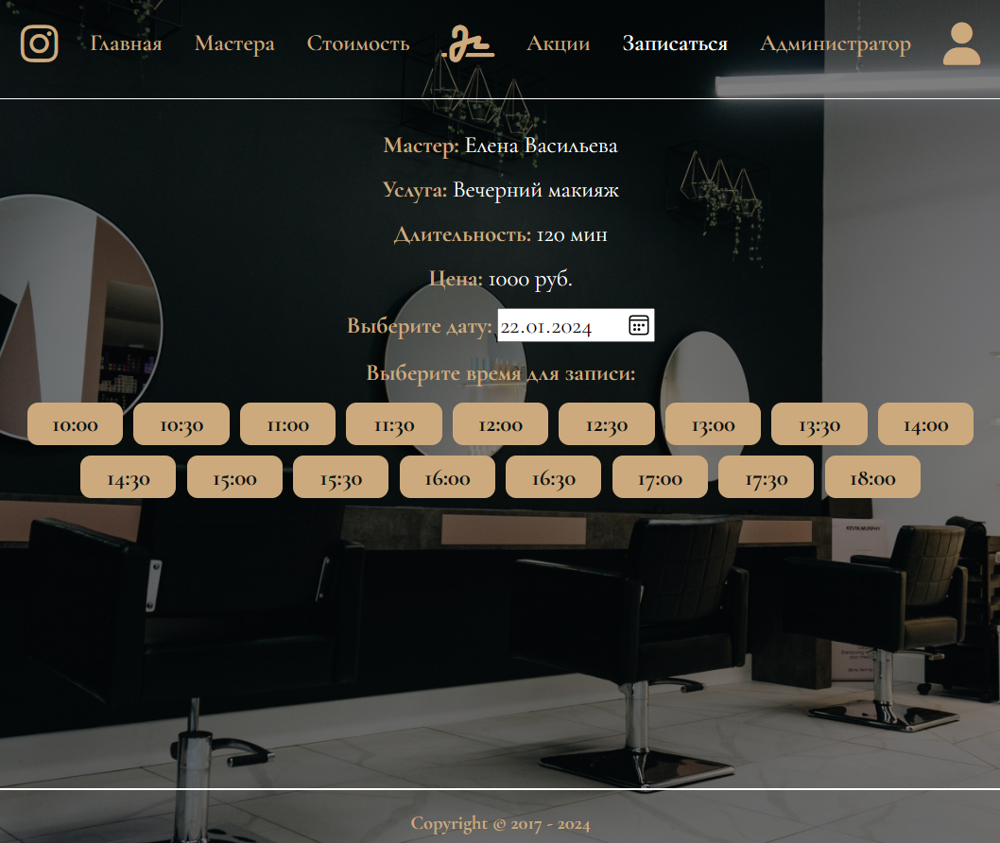 Главная Мастера Стоимость Акции Записаться Администратор
Мастер: Елена Васильева
Услуга: Вечерний макияж
Длительность: 120 мин
Цена: 1000 руб.
Выберите дату: 22.01.2024
Выберите время для записи:
10:00 10:30 11:00 11:30 12:00 12:30 13:00 13:30 14:00
14:30 15:00 15:30 16:00 16:30 17:00 17:30 18:00
KEVIN.MURPHY
Copyright © 2017 - 2024